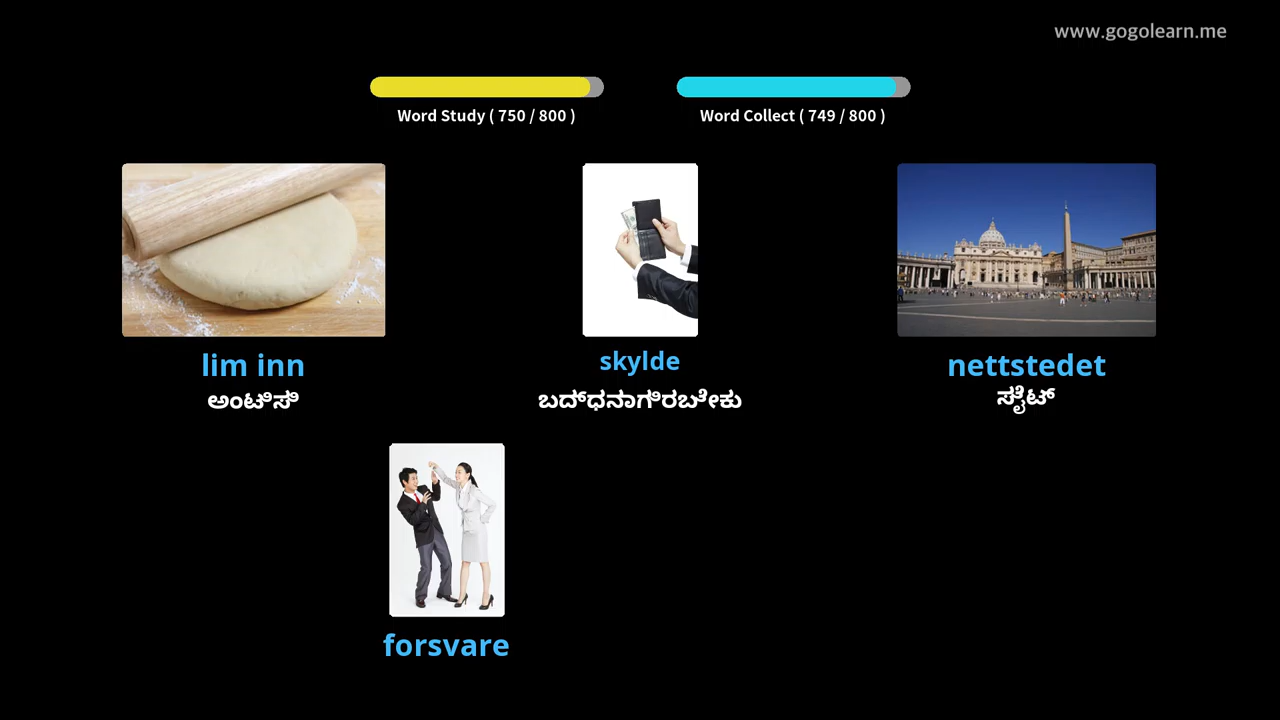 www.gogolearn.me
Word Study ( 750 / 800 )
Word Collect ( 749 / 800 )
lim inn
ಅಂಟಿಸಿ
skylde
ಬದ್ಧನಾಗಿರಬೇಕು
nettstedet
ಸೈಟ್
forsvare